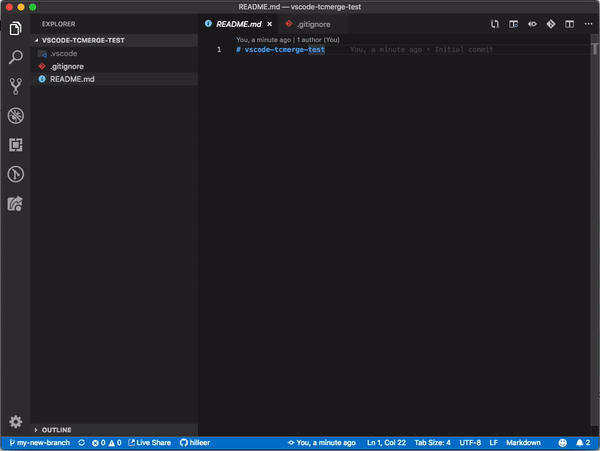 README.md — vscode-tcmerge-test
EXPLORER
VSCODE-TCMERGE-TEST
.vscode
.gitignore
README.md
OUTLINE
README.md ×
.gitignore
You, a minute ago | 1 author (You)
1 # vscode-tcmerge-test You, a minute ago • Initial commit
my-new-branch 0 0 Live Share hilleer You, a minute ago Ln 1, Col 22 Tab Size: 4 UTF-8 LF Markdown 2